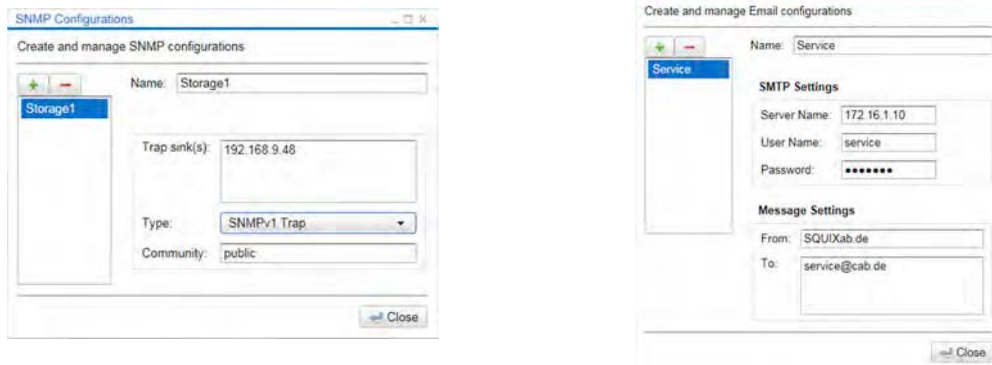 SNMP Configurations
Create and manage SNMP configurations
Name: Storage1
Storage1
Trap sink(s): 192.168.9.48
Type: SNMPv1 Trap
Community: public
Close
Create and manage Email configurations
Name: Service
Service
SMTP Settings
Server Name: 172.16.1.10
User Name: service
Password: •••••••
Message Settings
From: SQUIXab.de
To: service@cab.de
Close